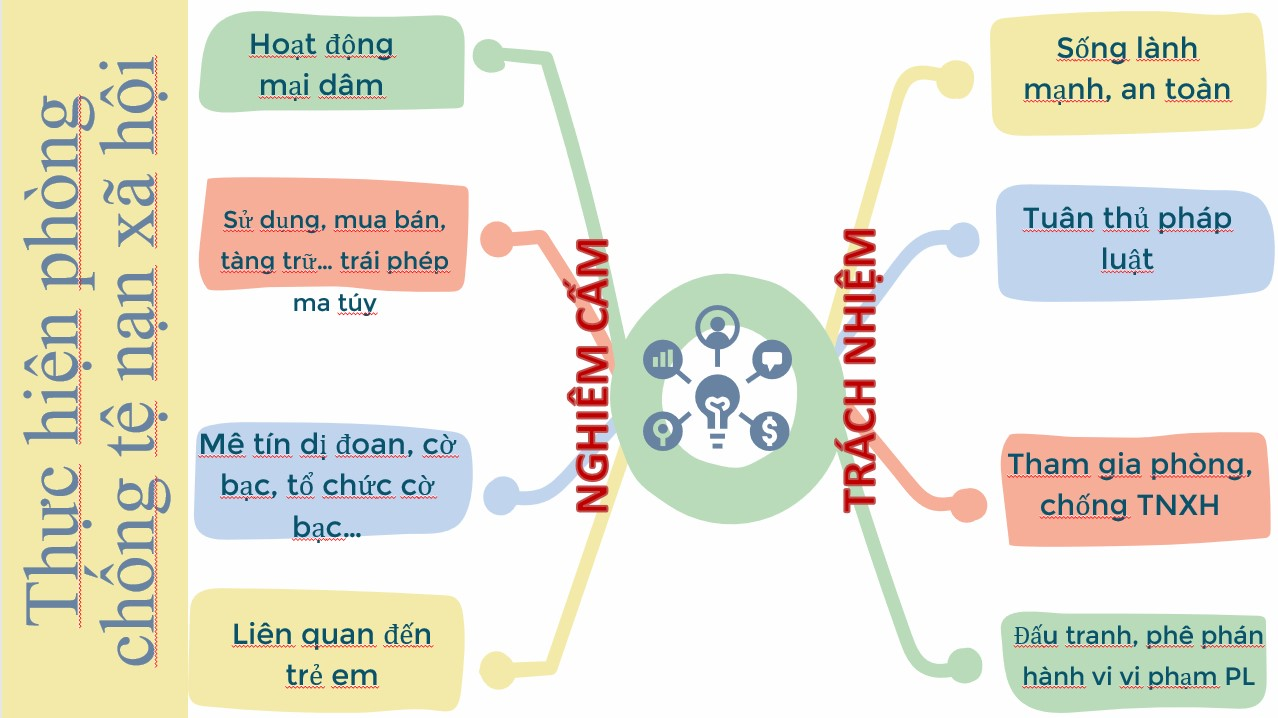 Thực hiện phòng
chống tệ nạn xã hội
Hoạt động
mại dâm
Sử dụng, mua bán,
tàng trữ... trái phép
ma túy
Mê tín dị đoan, cờ
bạc, tổ chức cờ
bạc...
Liên quan đến
trẻ em
NGHIÊM CẤM
TRÁCH NHIỆM
Sống lành
mạnh, an toàn
Tuân thủ pháp
luật
Tham gia phòng,
chống TNXH
Đấu tranh, phê phán
hành vi vi phạm PL